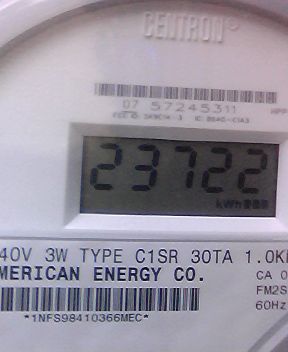 CENTRON®
07 57245311
23722
kWh
40V 3W TYPE C1SR 30TA 1.0K
MERICAN ENERGY CO.
CA 0
FM2S
60Hz
*1NFS98410366MEC*